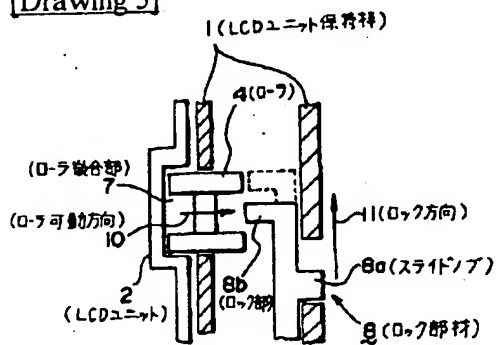 [Drawing 5]
1(LCDユニット保持枠)
4(ローラ)
(ローラ嵌合部)
7
(ローラ可動方向)
10
11(ロック方向)
8a(スライドノブ)
8b
(ロック部)
2
(LCDユニット)
8(ロック部材)